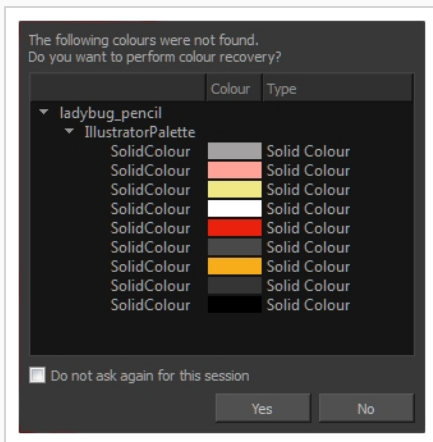 The following colours were not found.
Do you want to perform colour recovery?
Colour Type
ladybug_pencil
IllustratorPalette
SolidColour Solid Colour
SolidColour Solid Colour
SolidColour Solid Colour
SolidColour Solid Colour
SolidColour Solid Colour
SolidColour Solid Colour
SolidColour Solid Colour
SolidColour Solid Colour
SolidColour Solid Colour
Do not ask again for this session
Yes No